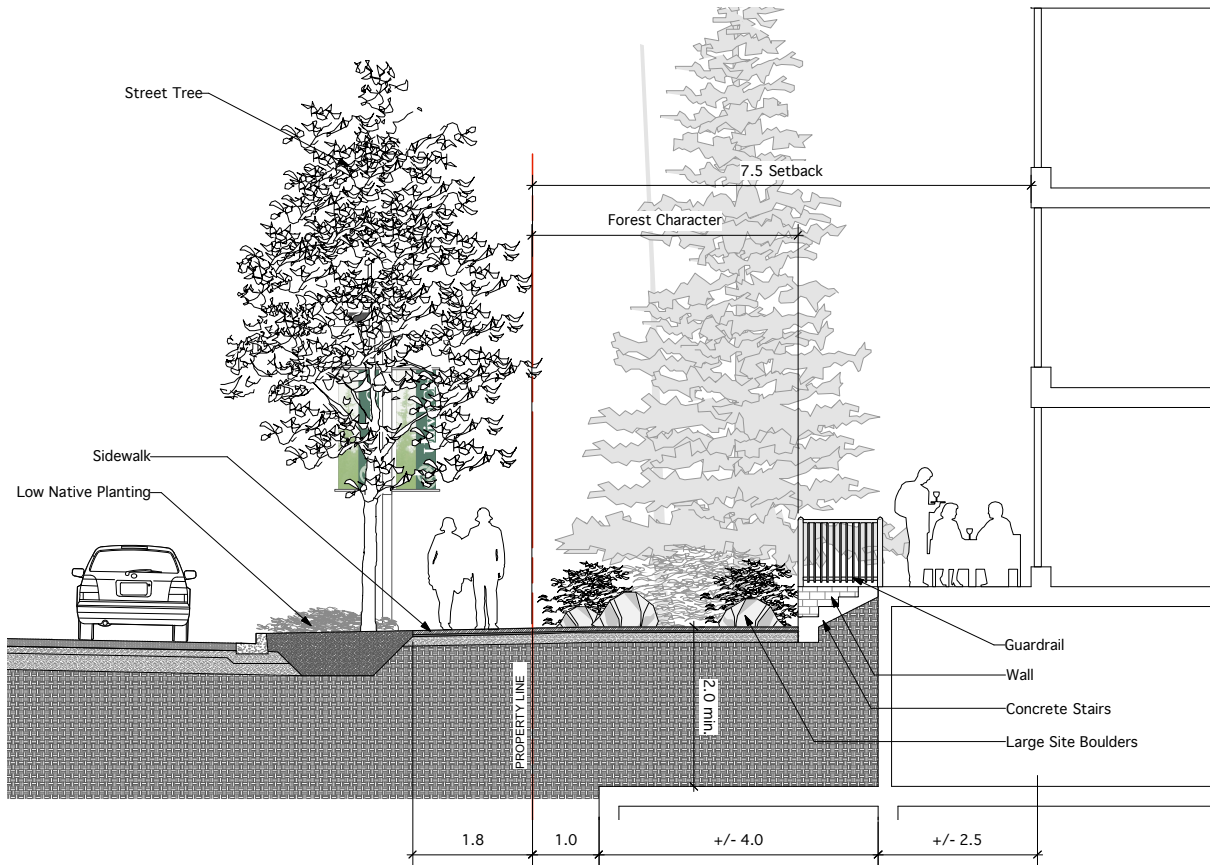 Street Tree
7.5 Setback
Forest Character
Sidewalk
Low Native Planting
Guardrail
Wall
Concrete Stairs
Large Site Boulders
2.0 min.
PROPERTY LINE
1.8
1.0
+/- 4.0
+/- 2.5